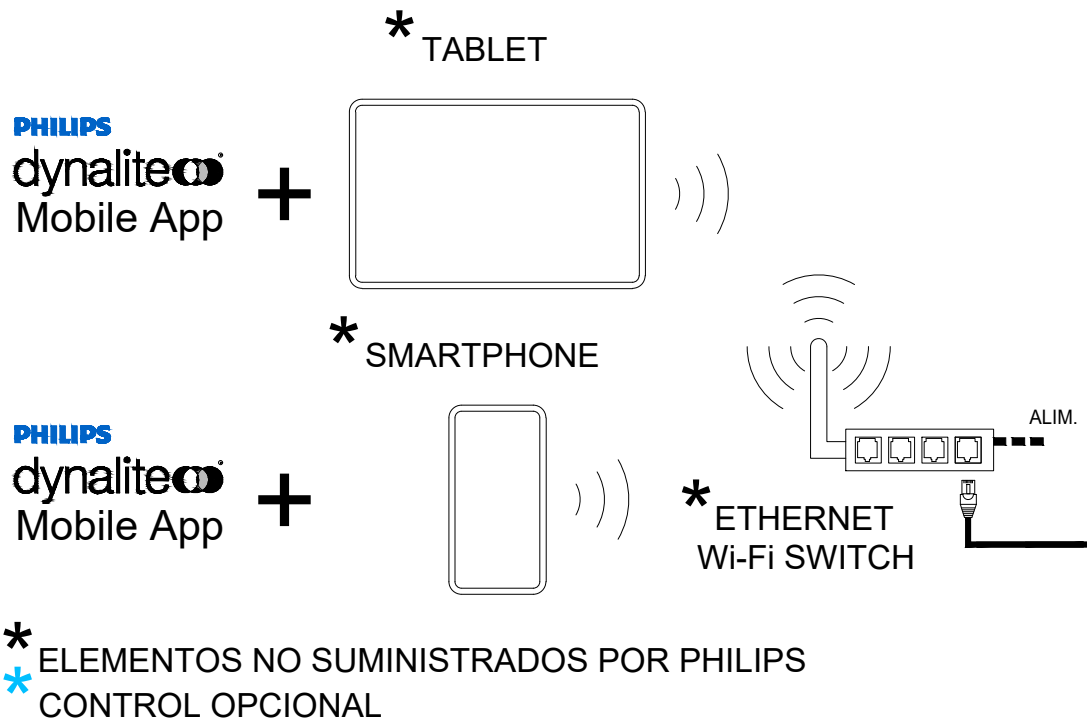 * TABLET
PHILIPS
dynalite
Mobile App
+
* SMARTPHONE
ALIM.
PHILIPS
dynalite
Mobile App
+
* ETHERNET
Wi-Fi SWITCH
* ELEMENTOS NO SUMINISTRADOS POR PHILIPS
* CONTROL OPCIONAL